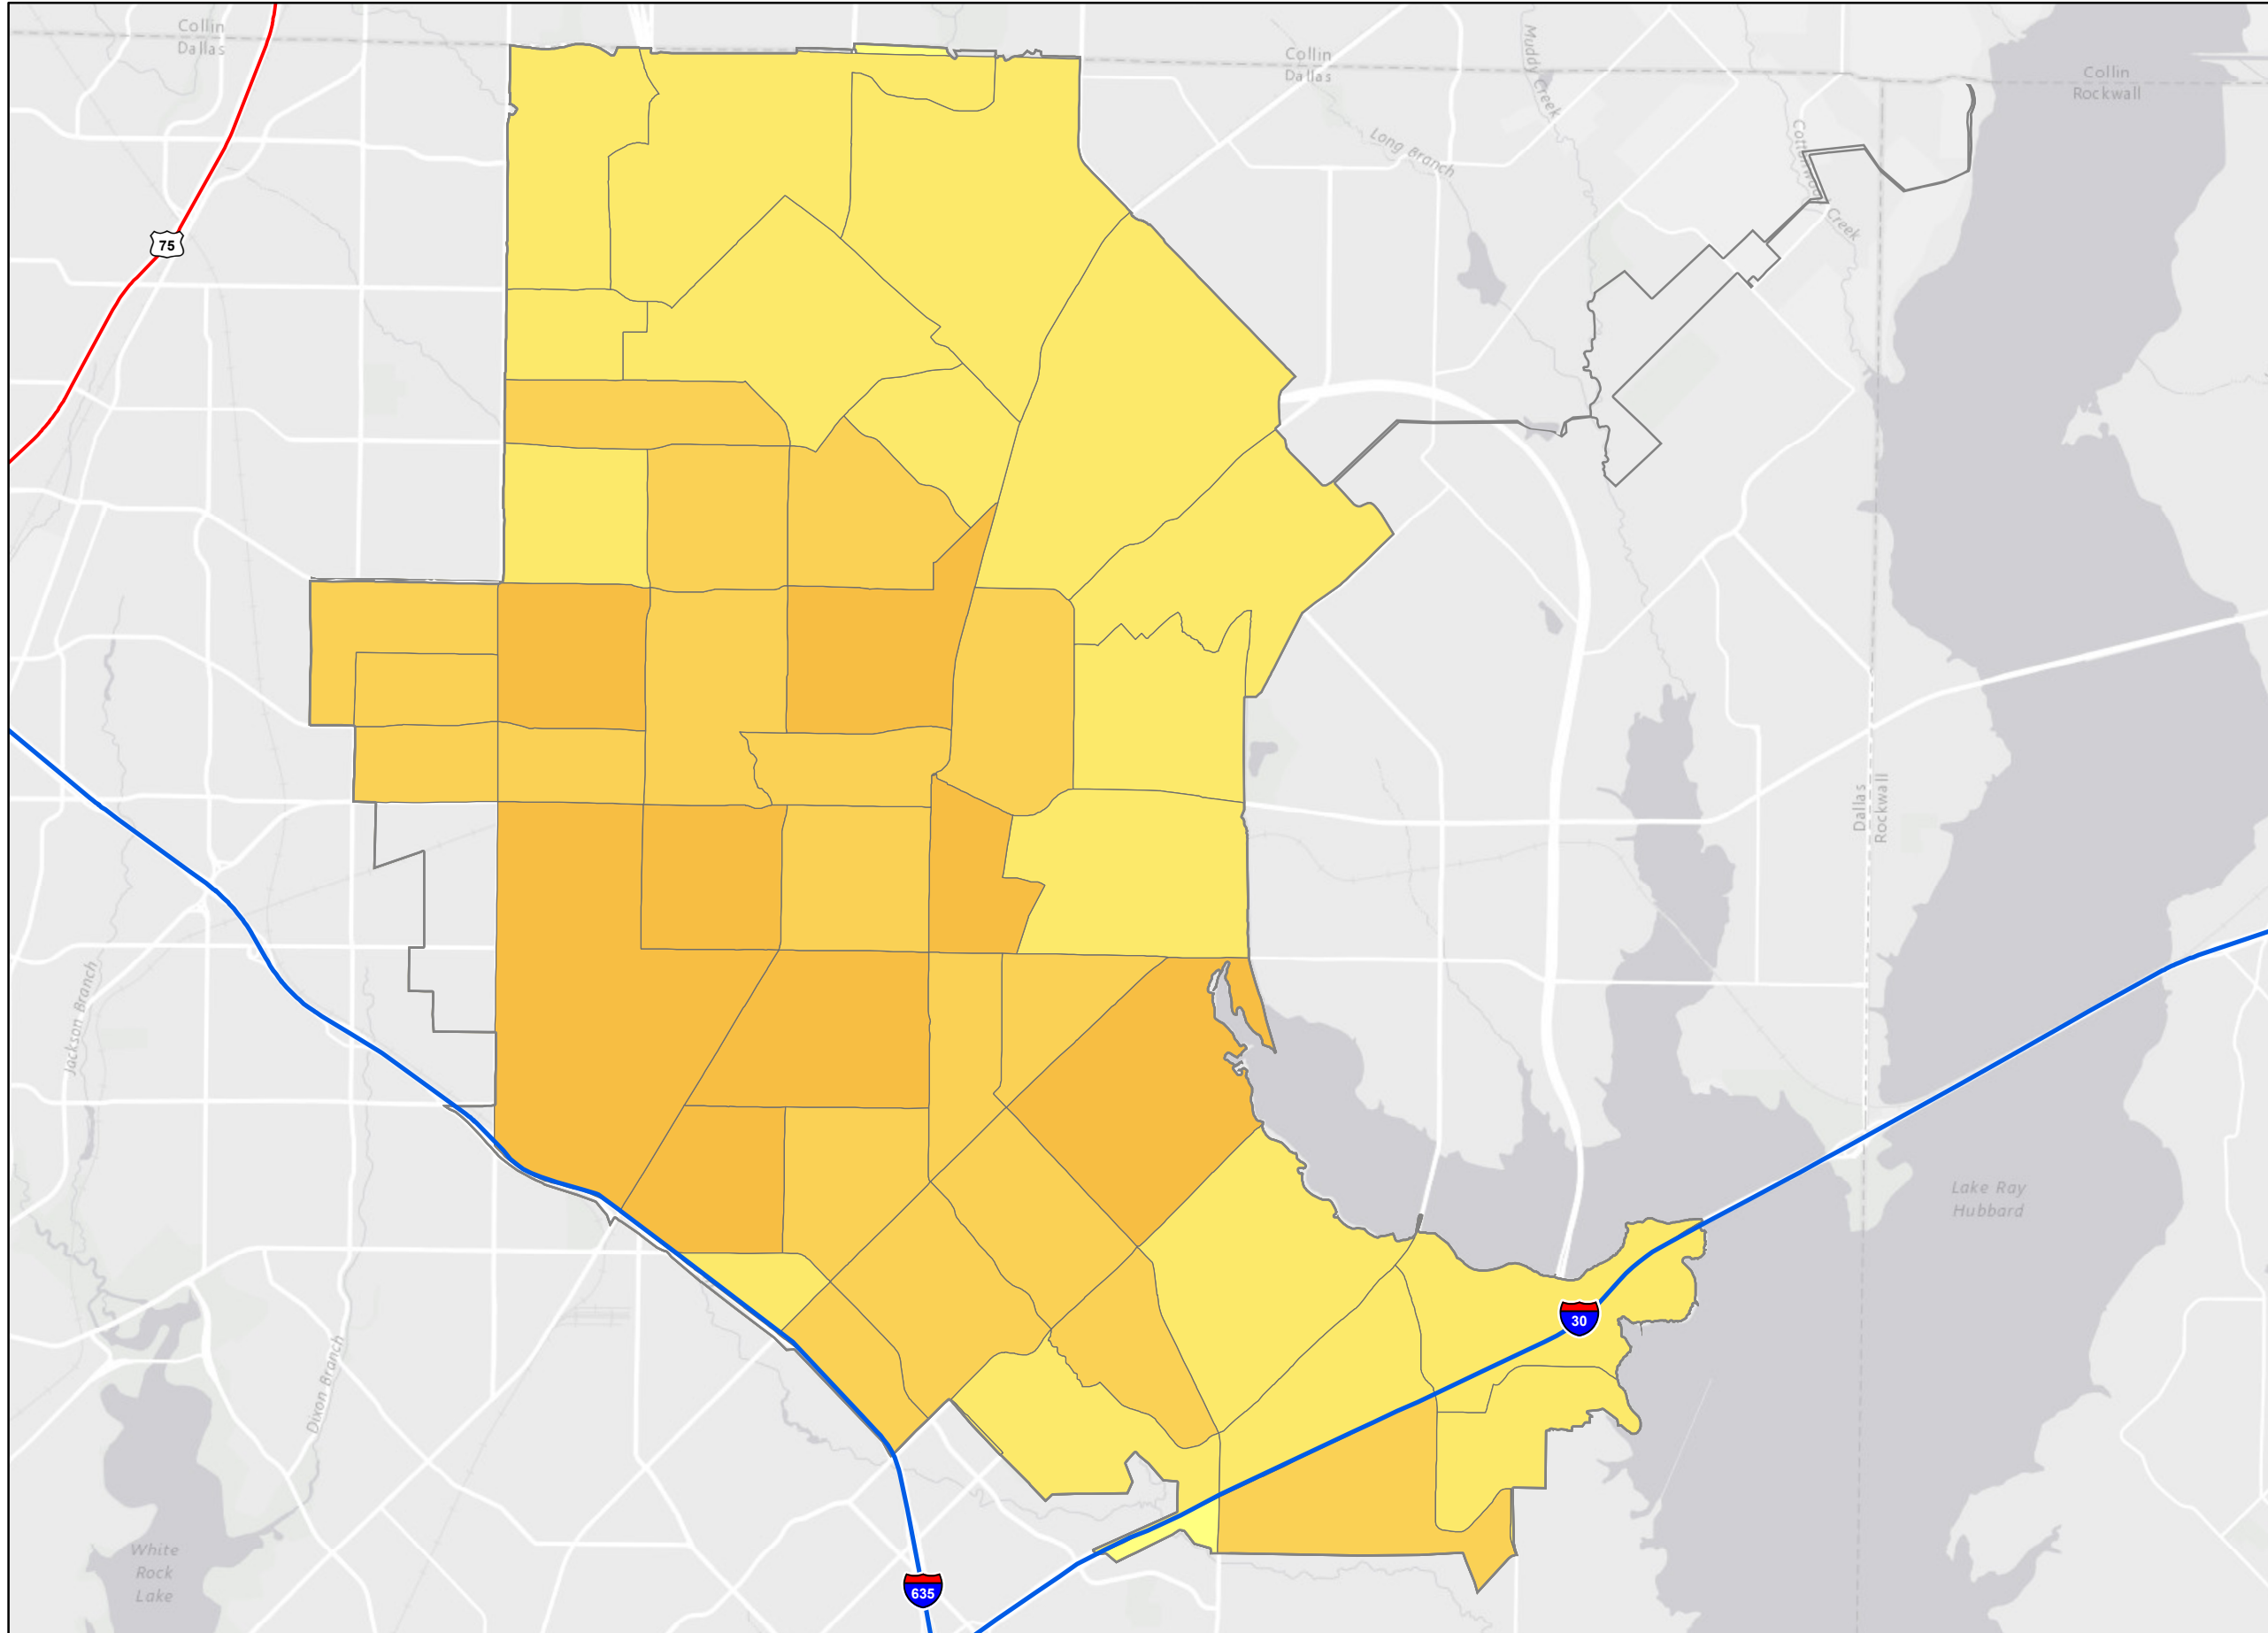 Collin
Dallas
Collin
Dallas
Muddy Creek
Collin
Rockwall
Long Branch
Cottonwood Creek
75
Dallas
Rockwall
Jackson Branch
Lake Ray
Hubbard
30
Dixon Branch
White
Rock
Lake
635